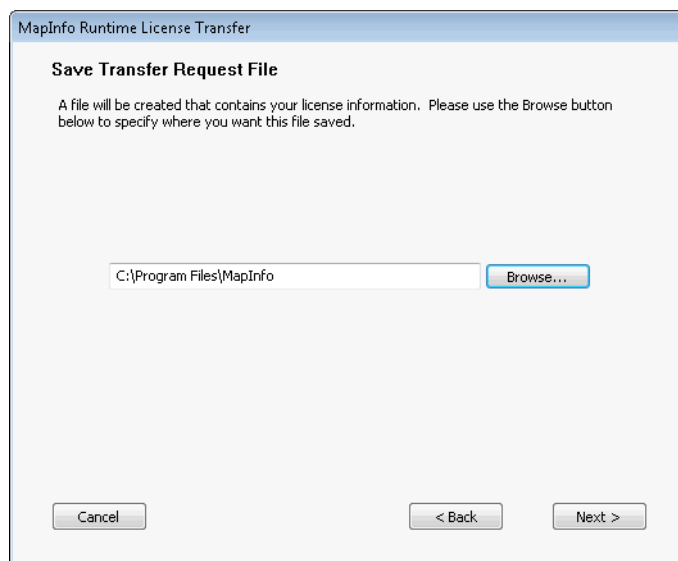 MapInfo Runtime License Transfer
Save Transfer Request File
A file will be created that contains your license information.  Please use the Browse button
below to specify where you want this file saved.
C:\Program Files\MapInfo
Browse...
Cancel
< Back
Next >